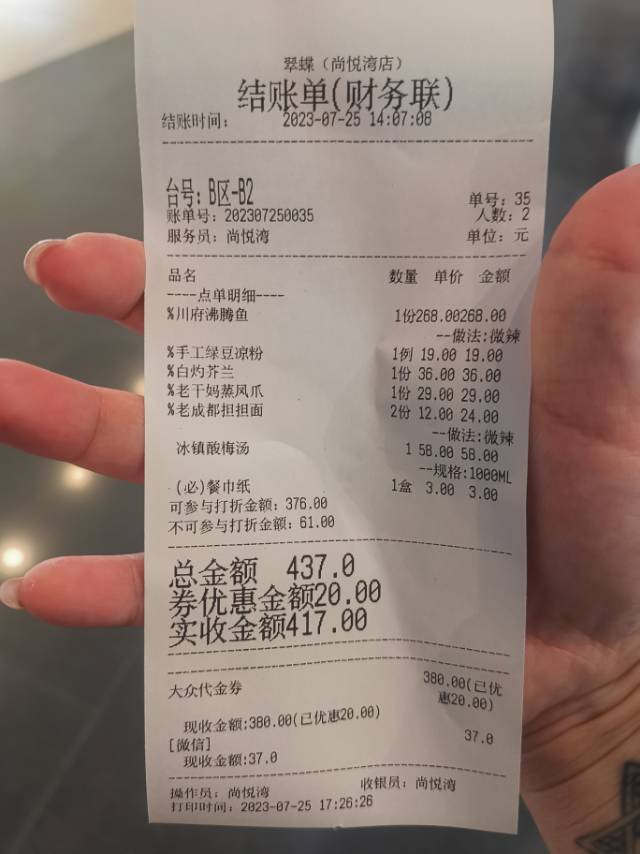 翠蝶（尚悦湾店）
结账单(财务联)
结账时间： 2023-07-25 14:07:08
台号：B区-B2 单号：35
账单号：202307250035 人数：2
服务员：尚悦湾 单位：元
品名 数量 单价 金额
----点单明细----
%川府沸腾鱼 1份268.00268.00
--做法:微辣
%手工绿豆凉粉 1例 19.00 19.00
%白灼芥兰 1份 36.00 36.00
%老干妈蒸凤爪 1份 29.00 29.00
%老成都担担面 2份 12.00 24.00
--做法:微辣
冰镇酸梅汤 1 58.00 58.00
--规格:1000ML
(必)餐巾纸 1盒 3.00 3.00
可参与打折金额：376.00
不可参与打折金额：61.00
总金额 437.0
券优惠金额20.00
实收金额417.00
大众代金券 380.00(已优
惠20.00)
现收金额:380.00(已优惠20.00)
[微信] 37.0
现收金额:37.0
操作员：尚悦湾 收银员：尚悦湾
打印时间：2023-07-25 17:26:26